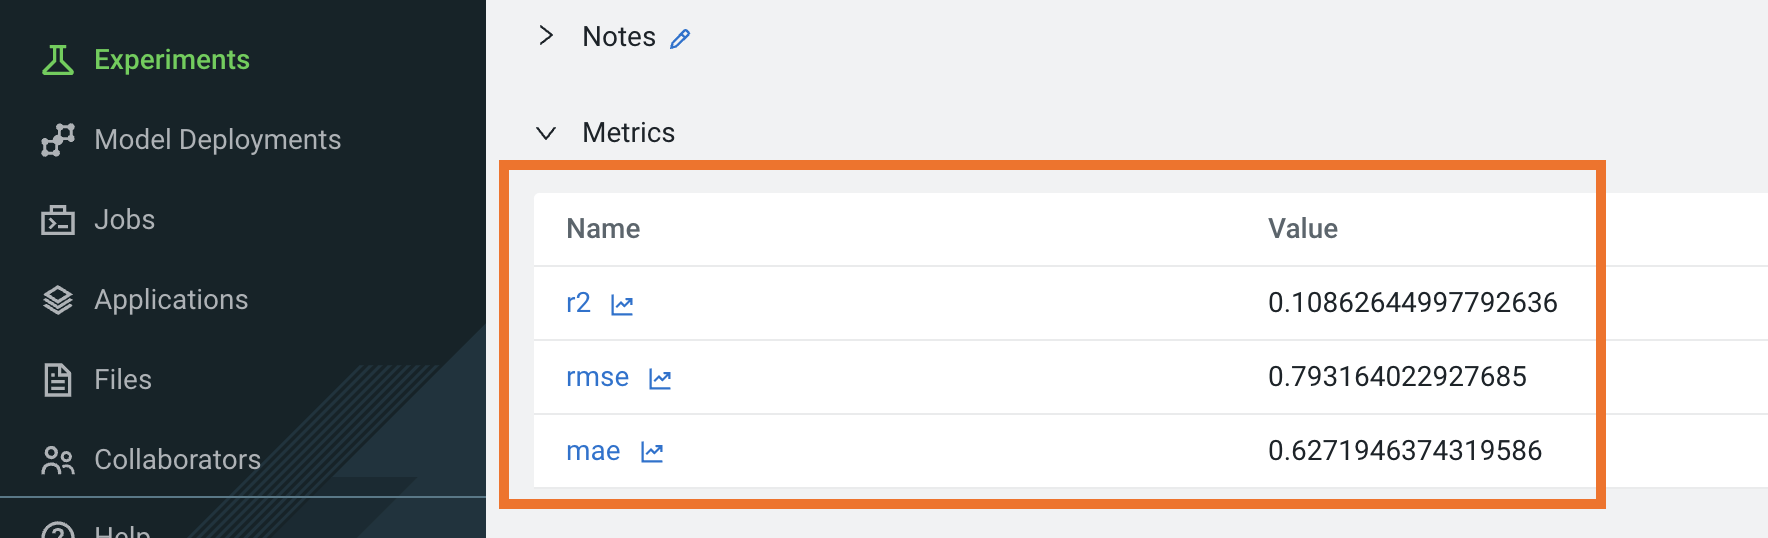 Experiments
Model Deployments
Jobs
Applications
Files
Collaborators
Help
Notes
Metrics
Name Value
r2 0.10862644997792636
rmse 0.793164022927685
mae 0.6271946374319586